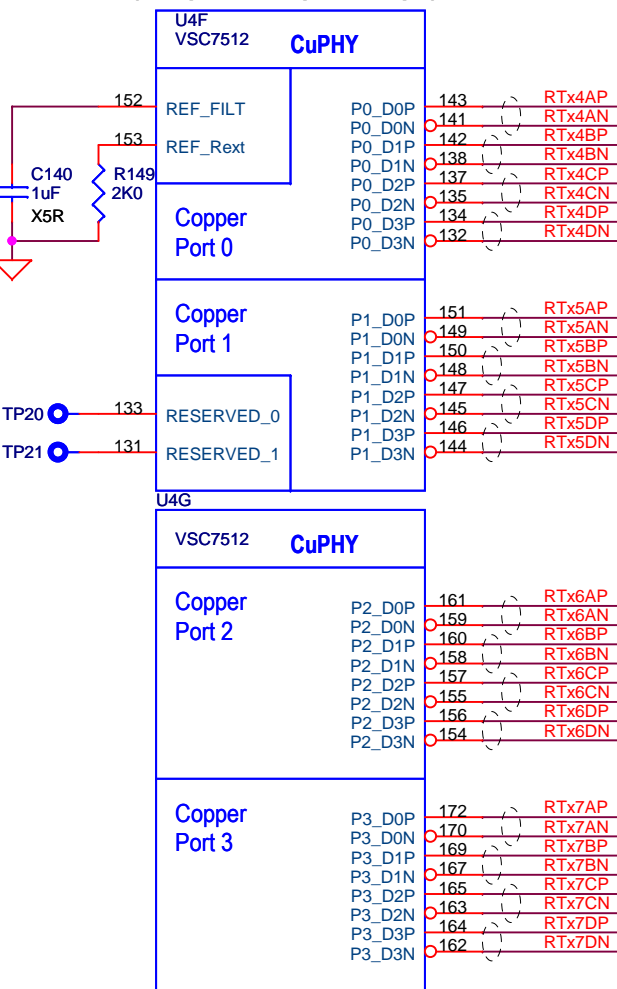 U4F
VSC7512 CuPHY
152 REF_FILT
153 REF_Rext
C140
1uF
X5R
R149
2K0
Copper
Port 0
P0_D0P 143 RTx4AP
P0_D0N 141 RTx4AN
P0_D1P 142 RTx4BP
P0_D1N 138 RTx4BN
P0_D2P 137 RTx4CP
P0_D2N 135 RTx4CN
P0_D3P 134 RTx4DP
P0_D3N 132 RTx4DN
Copper
Port 1
P1_D0P 151 RTx5AP
P1_D0N 149 RTx5AN
P1_D1P 150 RTx5BP
P1_D1N 148 RTx5BN
P1_D2P 147 RTx5CP
P1_D2N 145 RTx5CN
P1_D3P 146 RTx5DP
P1_D3N 144 RTx5DN
TP20 133 RESERVED_0
TP21 131 RESERVED_1
U4G
VSC7512 CuPHY
Copper
Port 2
P2_D0P 161 RTx6AP
P2_D0N 159 RTx6AN
P2_D1P 160 RTx6BP
P2_D1N 158 RTx6BN
P2_D2P 157 RTx6CP
P2_D2N 155 RTx6CN
P2_D3P 156 RTx6DP
P2_D3N 154 RTx6DN
Copper
Port 3
P3_D0P 172 RTx7AP
P3_D0N 170 RTx7AN
P3_D1P 169 RTx7BP
P3_D1N 167 RTx7BN
P3_D2P 165 RTx7CP
P3_D2N 163 RTx7CN
P3_D3P 164 RTx7DP
P3_D3N 162 RTx7DN